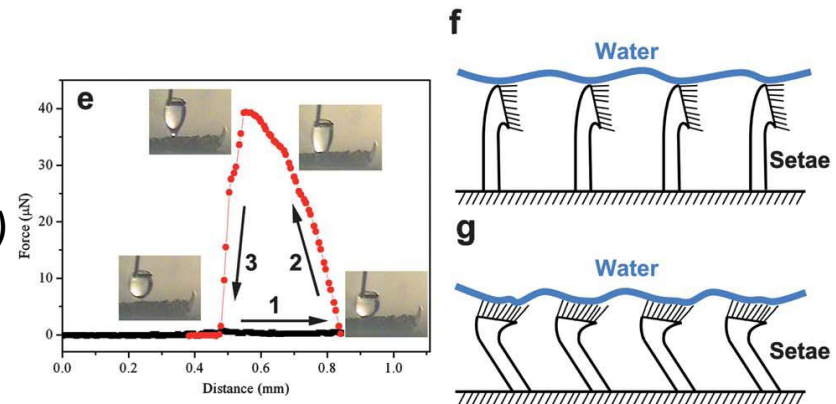 )
e
Force (μN)
40
30
20
10
0
3
2
1
0.0 0.2 0.4 0.6 0.8 1.0
Distance (mm)
f
Water
Setae
g
Water
Setae